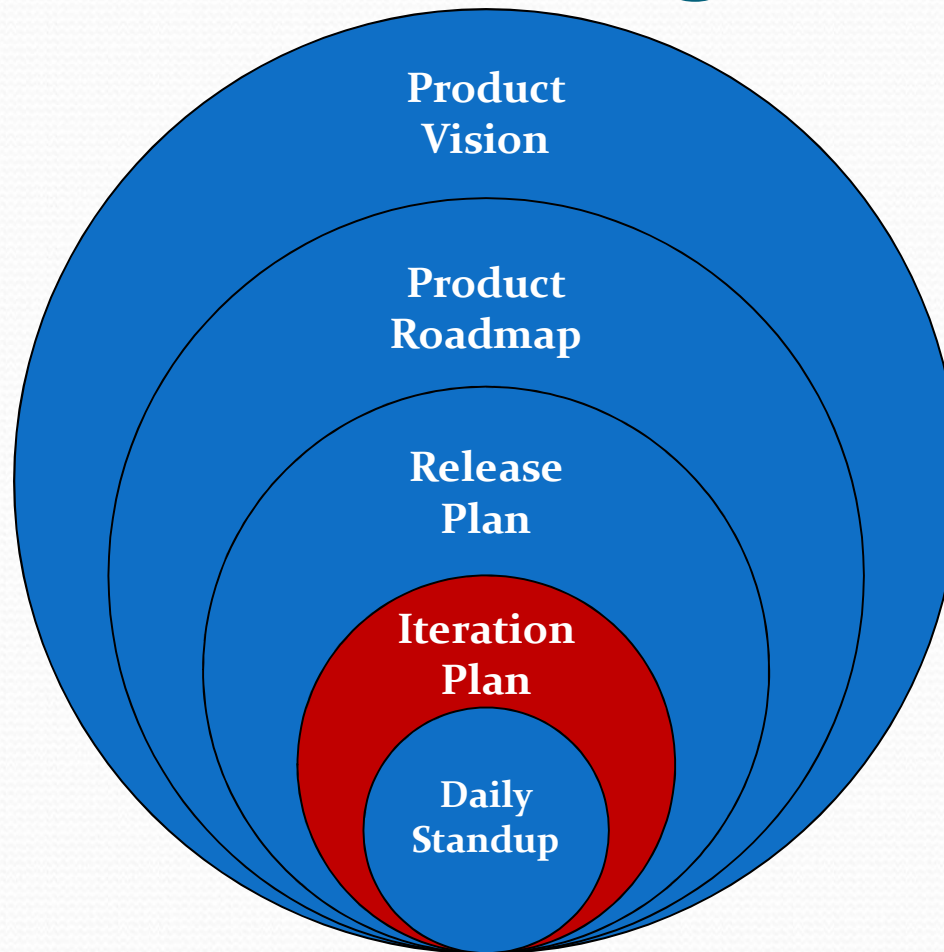 Product
Vision
Product
Roadmap
Release
Plan
Iteration
Plan
Daily
Standup